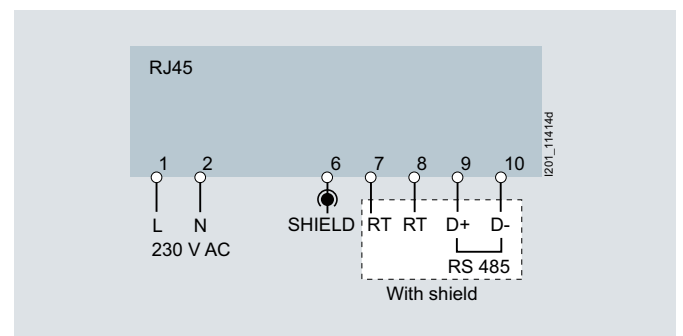 RJ45
1 2 6 7 8 9 10
L N SHIELD RT RT D+ D-
230 V AC
RS 485
With shield
I201_11414d